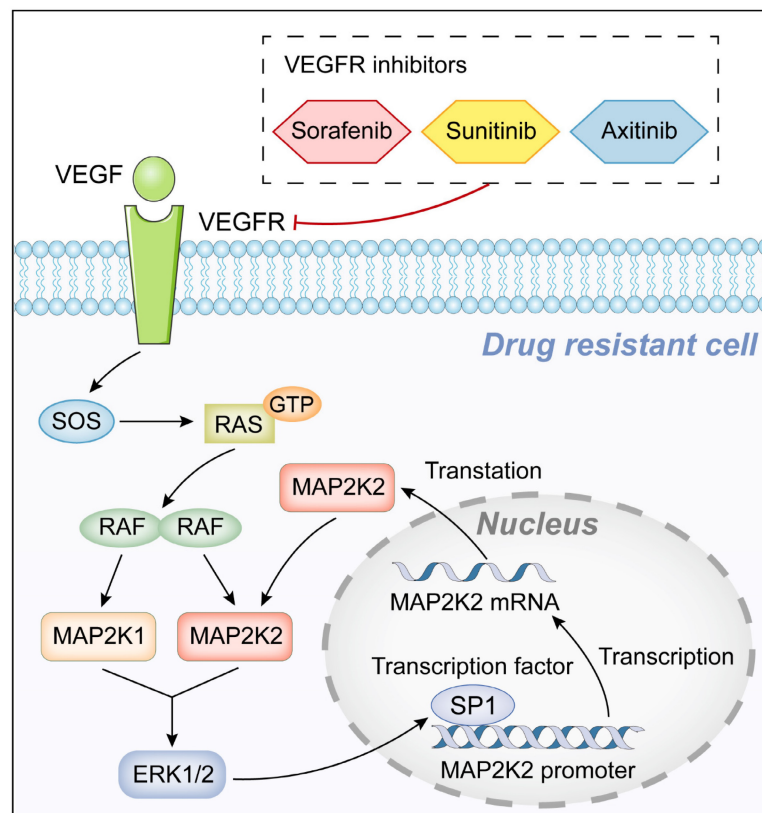 VEGFR inhibitors
Sorafenib
Sunitinib
Axitinib
VEGF
VEGFR
Drug resistant cell
SOS
RAS
GTP
MAP2K2
Transtation
Nucleus
RAF
RAF
MAP2K2 mRNA
MAP2K1
MAP2K2
Transcription factor
Transcription
SP1
MAP2K2 promoter
ERK1/2